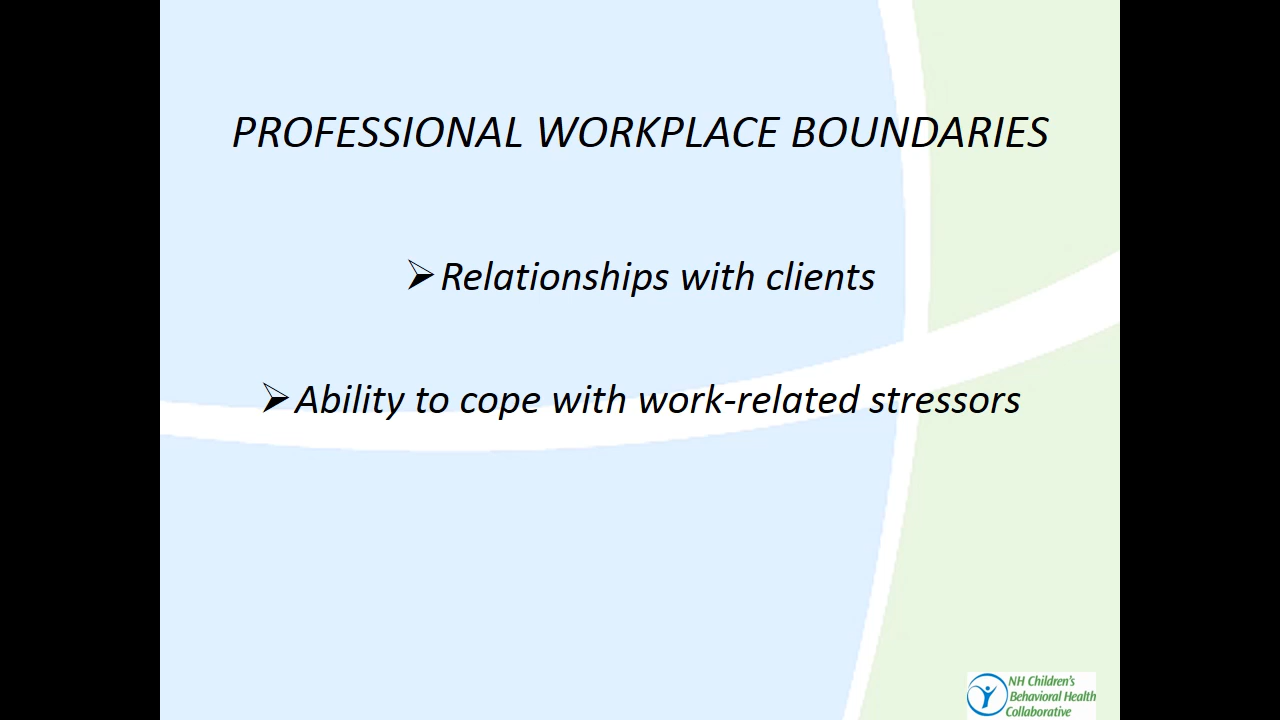 PROFESSIONAL WORKPLACE BOUNDARIES
➢Relationships with clients
➢Ability to cope with work-related stressors
NH Children's
Behavioral Health
Collaborative